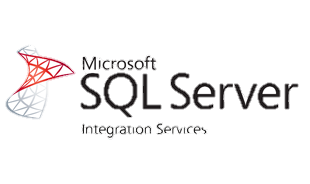 Microsoft
SQL Server
Integration Services